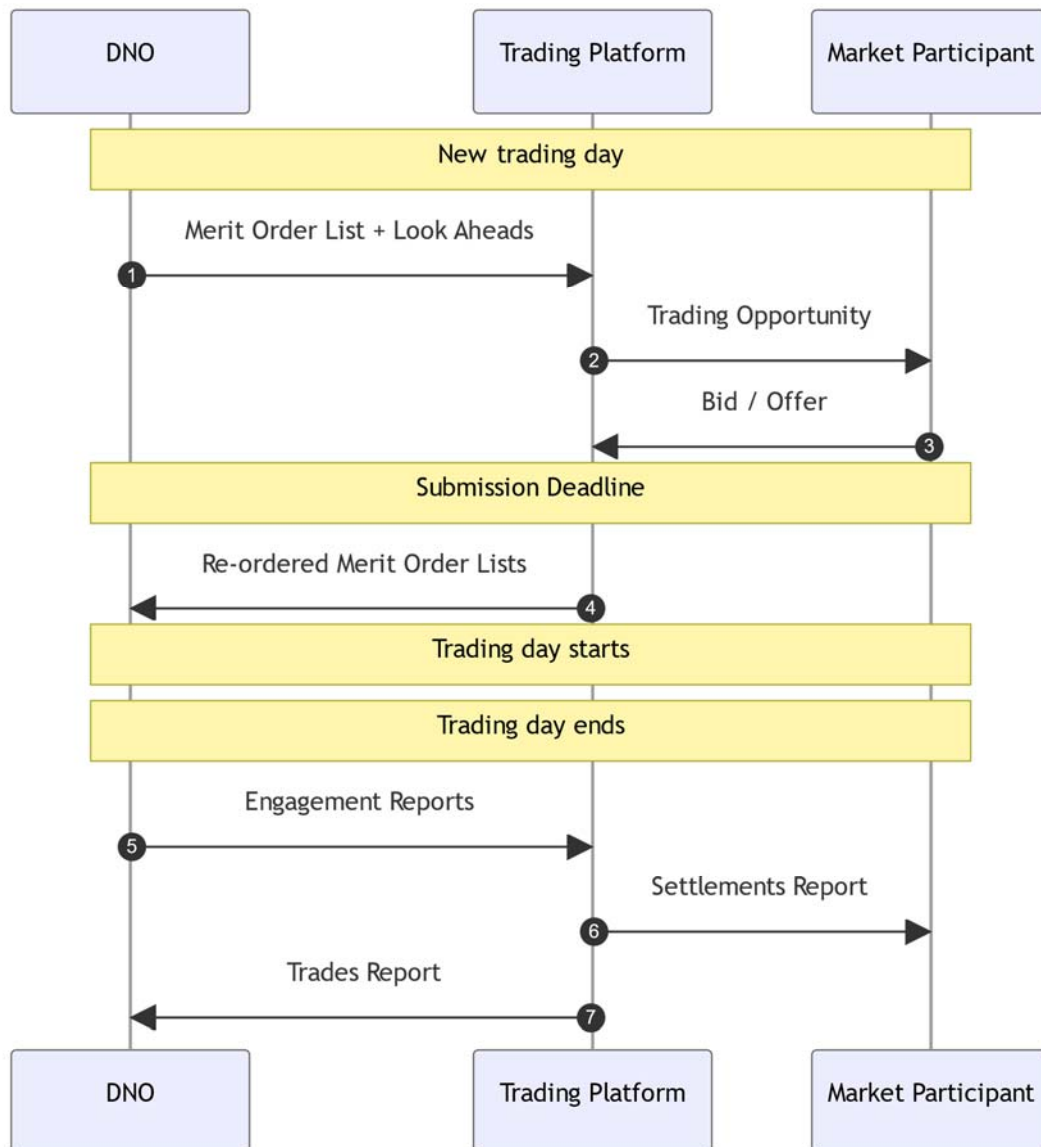 DNO
Trading Platform
Market Participant
New trading day
Merit Order List + Look Aheads
1
Trading Opportunity
2
Bid / Offer
3
Submission Deadline
Re-ordered Merit Order Lists
4
Trading day starts
Trading day ends
Engagement Reports
5
Settlements Report
6
Trades Report
7
DNO
Trading Platform
Market Participant